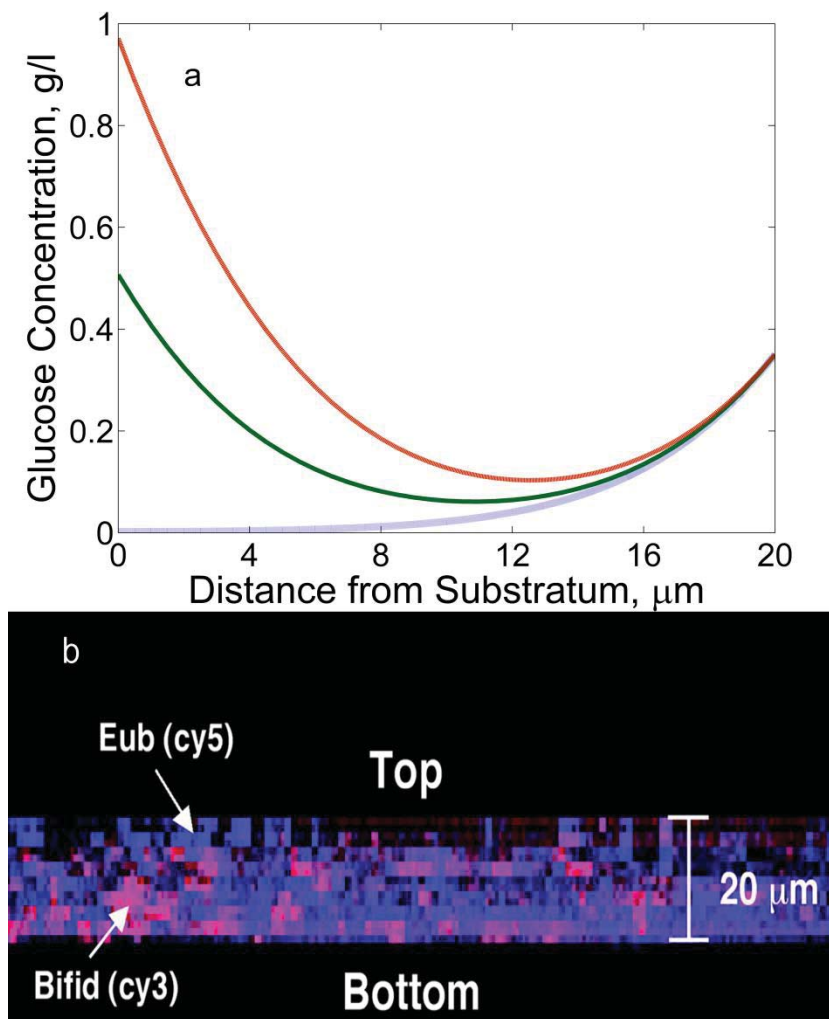 a
Glucose Concentration, g/l
1
0.8
0.6
0.4
0.2
0
0 4 8 12 16 20
Distance from Substratum, μm
b
Eub (cy5)
Top
20 μm
Bifid (cy3)
Bottom